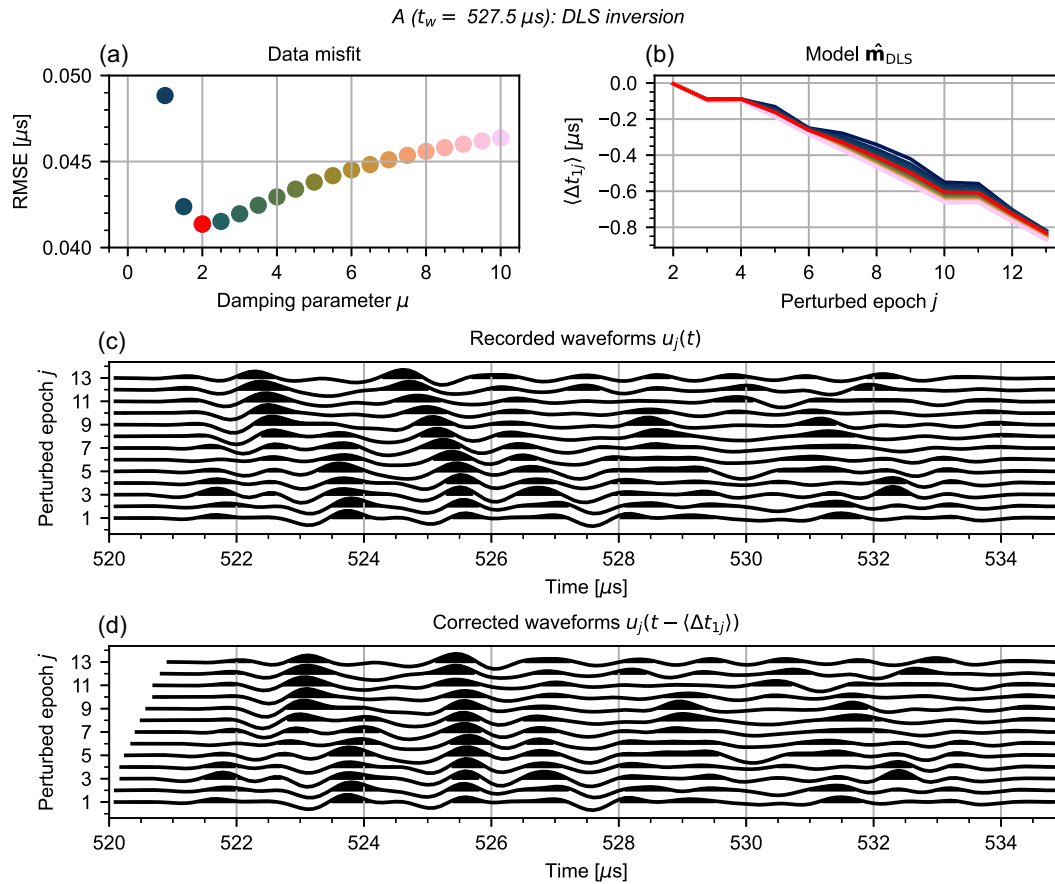 A (t_w = 527.5 μs): DLS inversion
(a) Data misfit
0.050
0.045
0.040
RMSE [μs]
0 2 4 6 8 10
Damping parameter μ
(b) Model m̂_DLS
0.0
−0.2
−0.4
−0.6
−0.8
⟨Δt_1j⟩ [μs]
2 4 6 8 10 12
Perturbed epoch j
(c) Recorded waveforms u_j(t)
Perturbed epoch j
13
11
9
7
5
3
1
520 522 524 526 528 530 532 534
Time [μs]
(d) Corrected waveforms u_j(t − ⟨Δt_1j⟩)
Perturbed epoch j
13
11
9
7
5
3
1
520 522 524 526 528 530 532 534
Time [μs]